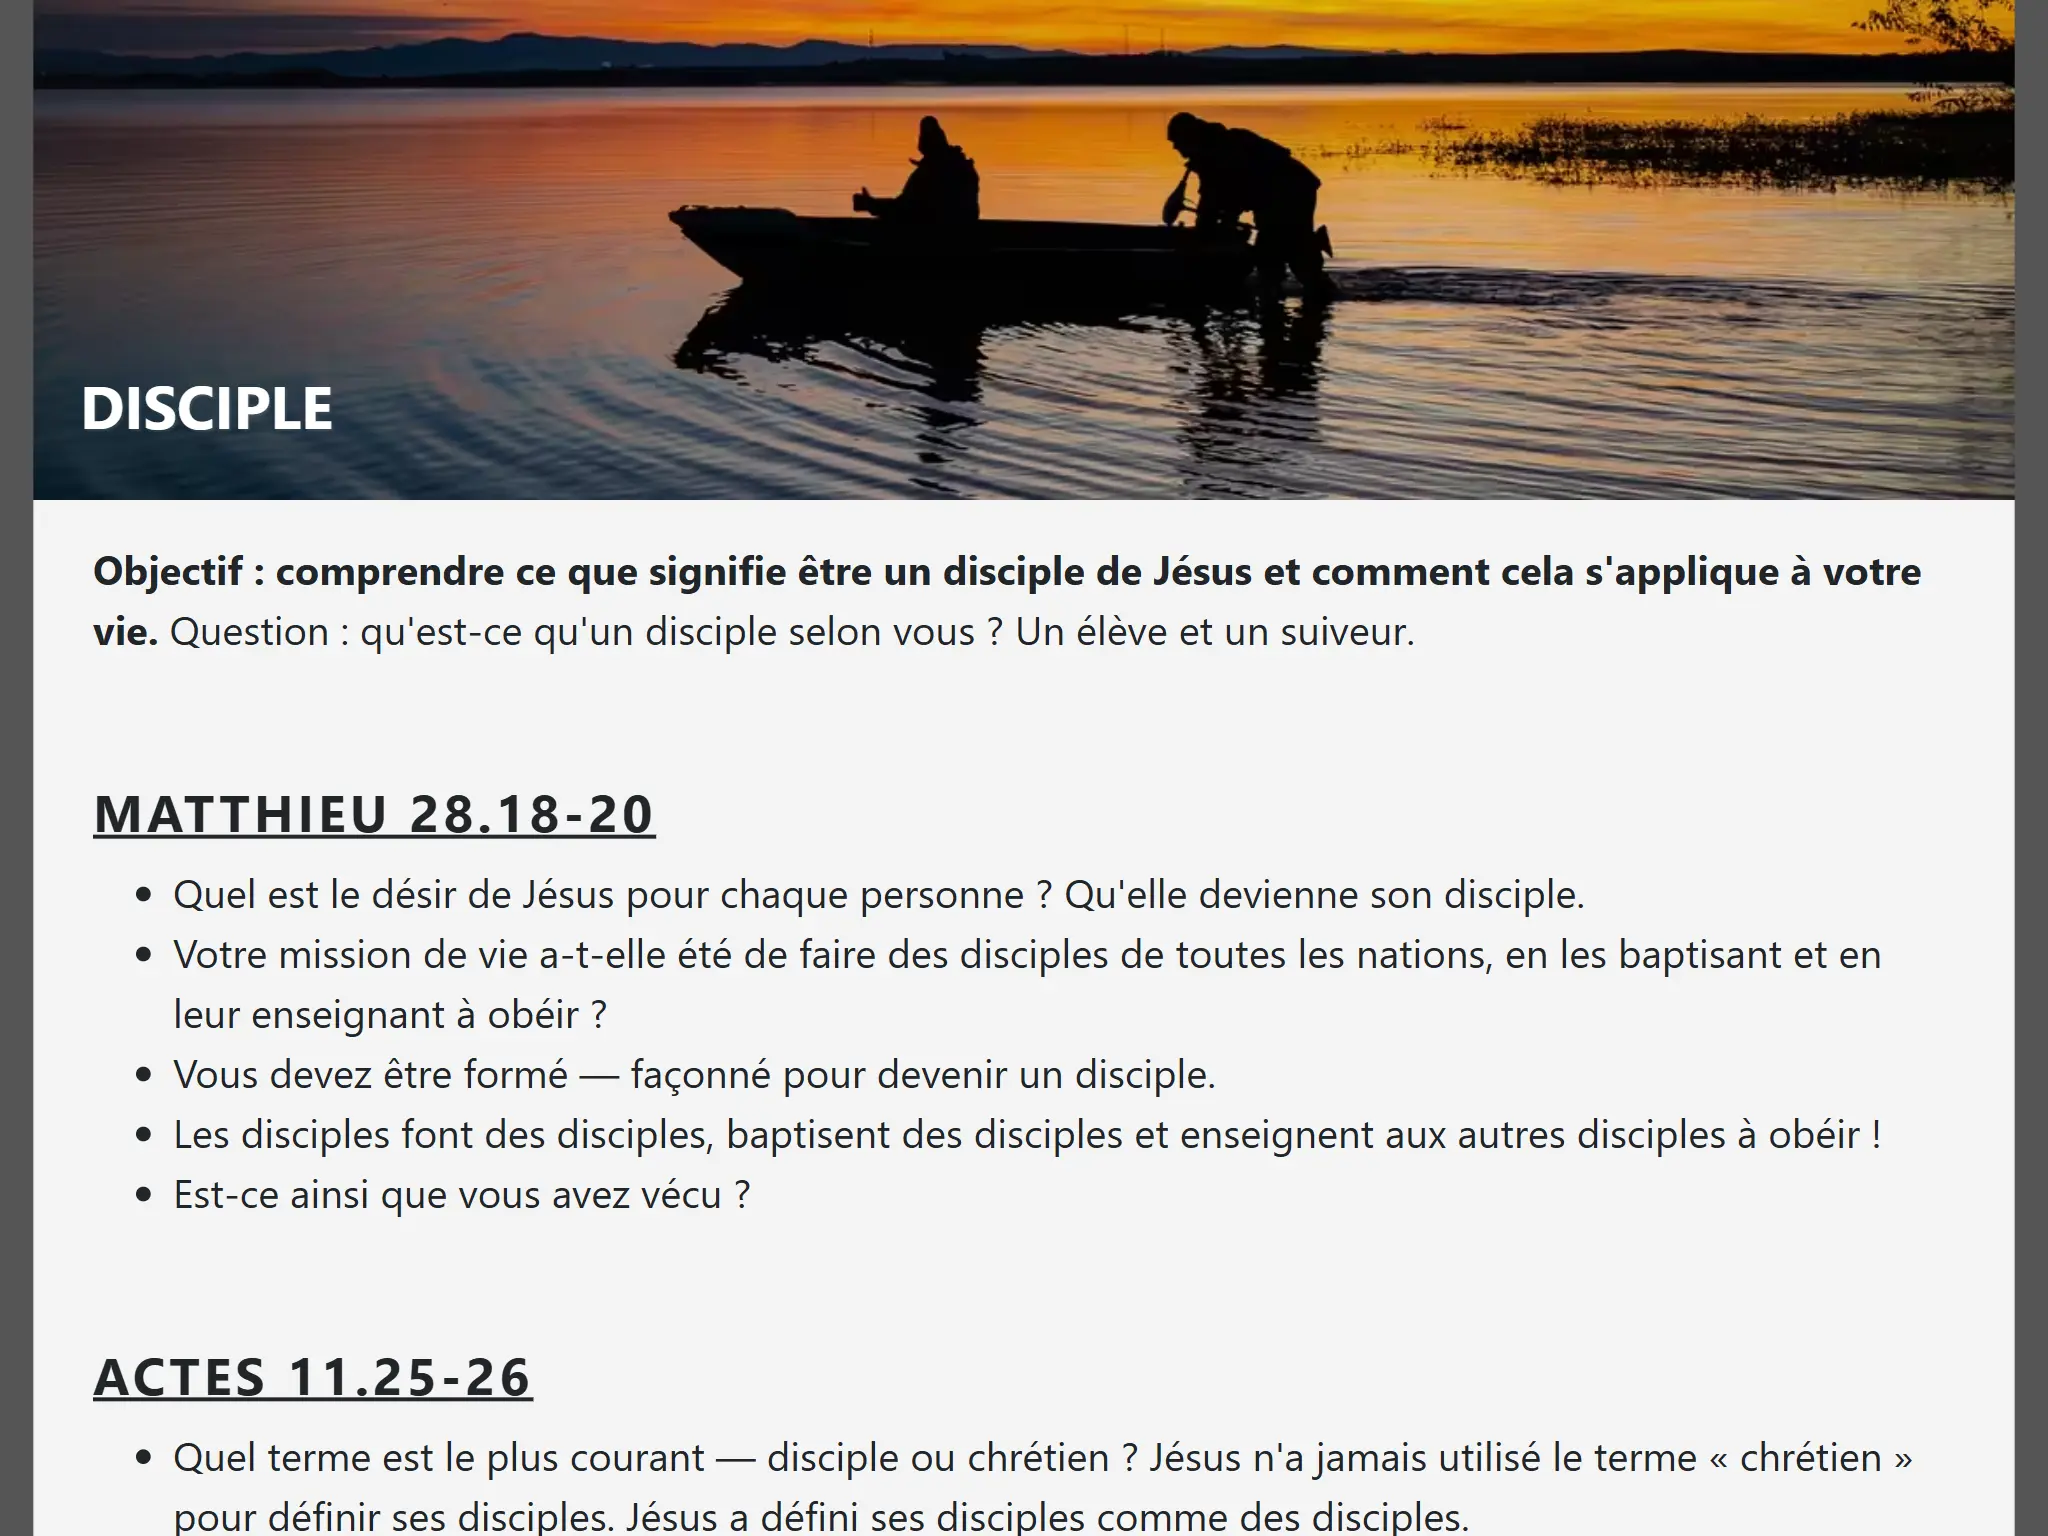 DISCIPLE
Objectif : comprendre ce que signifie être un disciple de Jésus et comment cela s'applique à votre
vie. Question : qu'est-ce qu'un disciple selon vous ? Un élève et un suiveur.
MATTHIEU 28.18-20
• Quel est le désir de Jésus pour chaque personne ? Qu'elle devienne son disciple.
• Votre mission de vie a-t-elle été de faire des disciples de toutes les nations, en les baptisant et en
leur enseignant à obéir ?
• Vous devez être formé — façonné pour devenir un disciple.
• Les disciples font des disciples, baptisent des disciples et enseignent aux autres disciples à obéir !
• Est-ce ainsi que vous avez vécu ?
ACTES 11.25-26
• Quel terme est le plus courant — disciple ou chrétien ? Jésus n'a jamais utilisé le terme « chrétien »
pour définir ses disciples. Jésus a défini ses disciples comme des disciples.